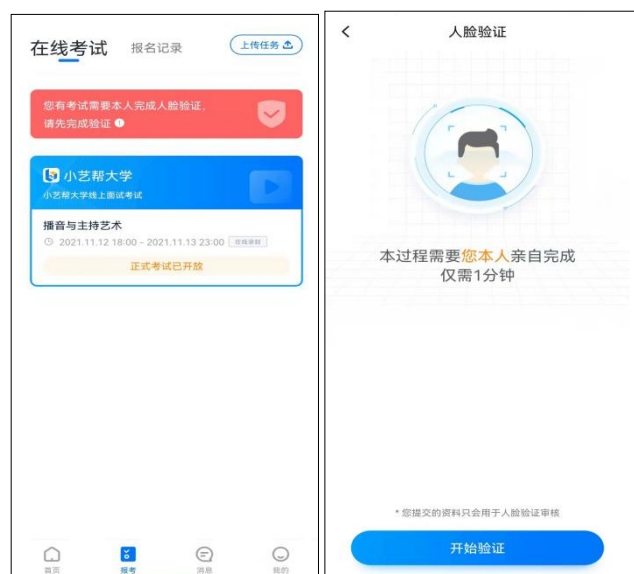 在线考试
报名记录
上传任务
您有考试需要本人完成人脸验证,
请先完成验证
小艺帮大学
小艺帮大学线上面试考试
播音与主持艺术
2021.11.12 18:00 - 2021.11.13 23:00
正式考试已开放
首页
报考
消息
我的
人脸验证
本过程需要您本人亲自完成
仅需1分钟
* 您提交的资料只会用于人脸验证审核
开始验证